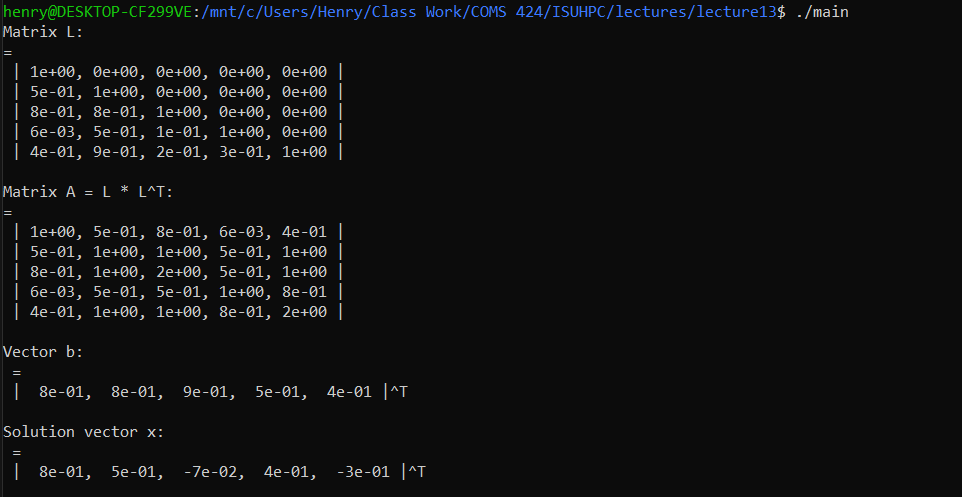 henry@DESKTOP-CF299VE:/mnt/c/Users/Henry/Class Work/COMS 424/ISUHPC/lectures/lecture13$ ./main
Matrix L:
=
| 1e+00, 0e+00, 0e+00, 0e+00, 0e+00 |
| 5e-01, 1e+00, 0e+00, 0e+00, 0e+00 |
| 8e-01, 8e-01, 1e+00, 0e+00, 0e+00 |
| 6e-03, 5e-01, 1e-01, 1e+00, 0e+00 |
| 4e-01, 9e-01, 2e-01, 3e-01, 1e+00 |
Matrix A = L * L^T:
=
| 1e+00, 5e-01, 8e-01, 6e-03, 4e-01 |
| 5e-01, 1e+00, 1e+00, 5e-01, 1e+00 |
| 8e-01, 1e+00, 2e+00, 5e-01, 1e+00 |
| 6e-03, 5e-01, 5e-01, 1e+00, 8e-01 |
| 4e-01, 1e+00, 1e+00, 8e-01, 2e+00 |
Vector b:
=
| 8e-01, 8e-01, 9e-01, 5e-01, 4e-01 |^T
Solution vector x:
=
| 8e-01, 5e-01, -7e-02, 4e-01, -3e-01 |^T